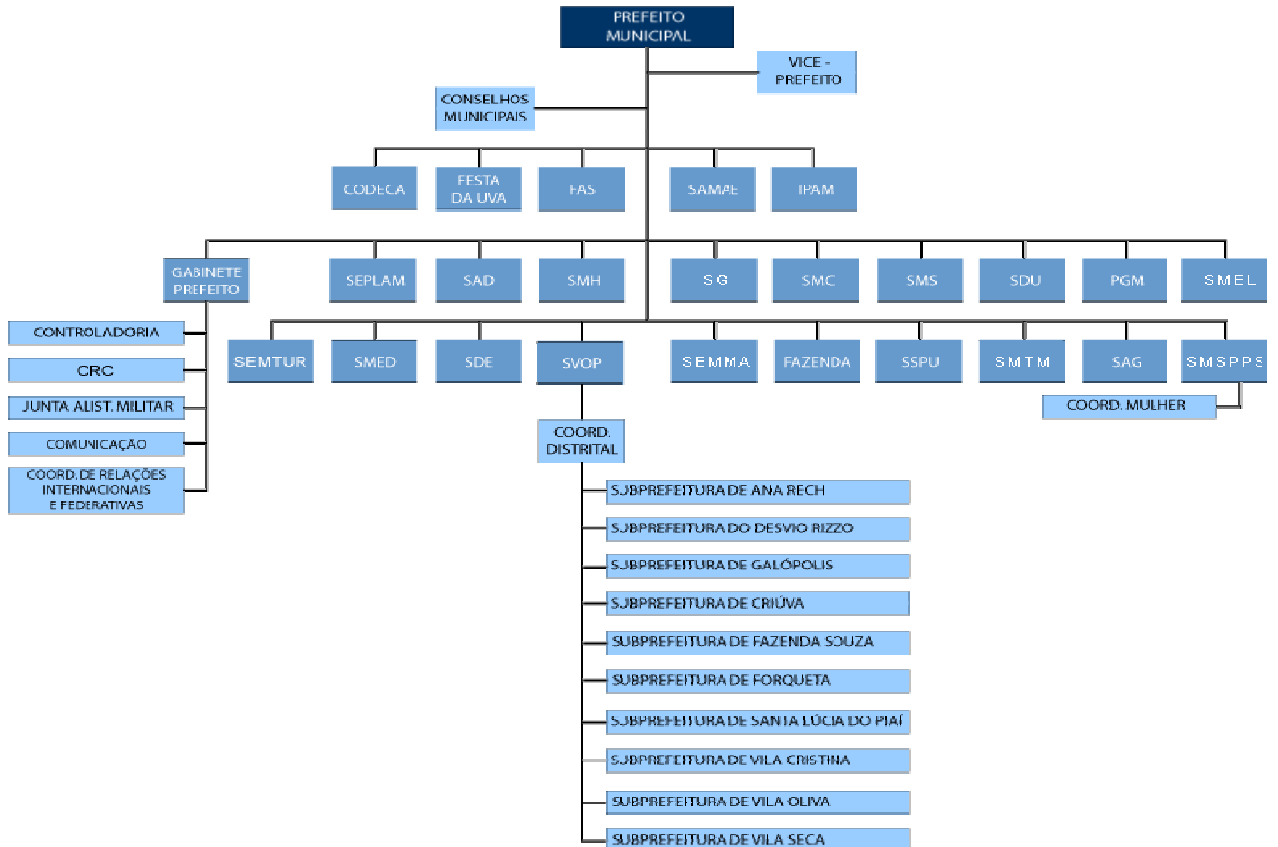 PREFEITO
MUNICIPAL
VICE -
PREFEITO
CONSELHOS
MUNICIPAIS
CODECA
FESTA
DA UVA
FAS
SAMAE
IPAM
GABINETE
PREFEITO
SEPLAM
SAD
SMH
SG
SMC
SMS
SDU
PGM
SMEL
CONTROLADORIA
CRC
JUNTA ALIST. MILITAR
COMUNICAÇÃO
COORD. DE RELAÇÕES
INTERNACIONAIS
E FEDERATIVAS
SEMTUR
SMED
SDE
SVOP
SEMMA
FAZENDA
SSPU
SMTM
SAG
SMSPPS
COORD. MULHER
COORD.
DISTRITAL
SUBPREFEITURA DE ANA RECH
SUBPREFEITURA DO DESVIO RIZZO
SUBPREFEITURA DE GALÓPOLIS
SUBPREFEITURA DE CRIÚVA
SUBPREFEITURA DE FAZENDA SOUZA
SUBPREFEITURA DE FORQUETA
SUBPREFEITURA DE SANTA LÚCIA DO PIAÍ
SUBPREFEITURA DE VILA CRISTINA
SUBPREFEITURA DE VILA OLIVA
SUBPREFEITURA DE VILA SECA